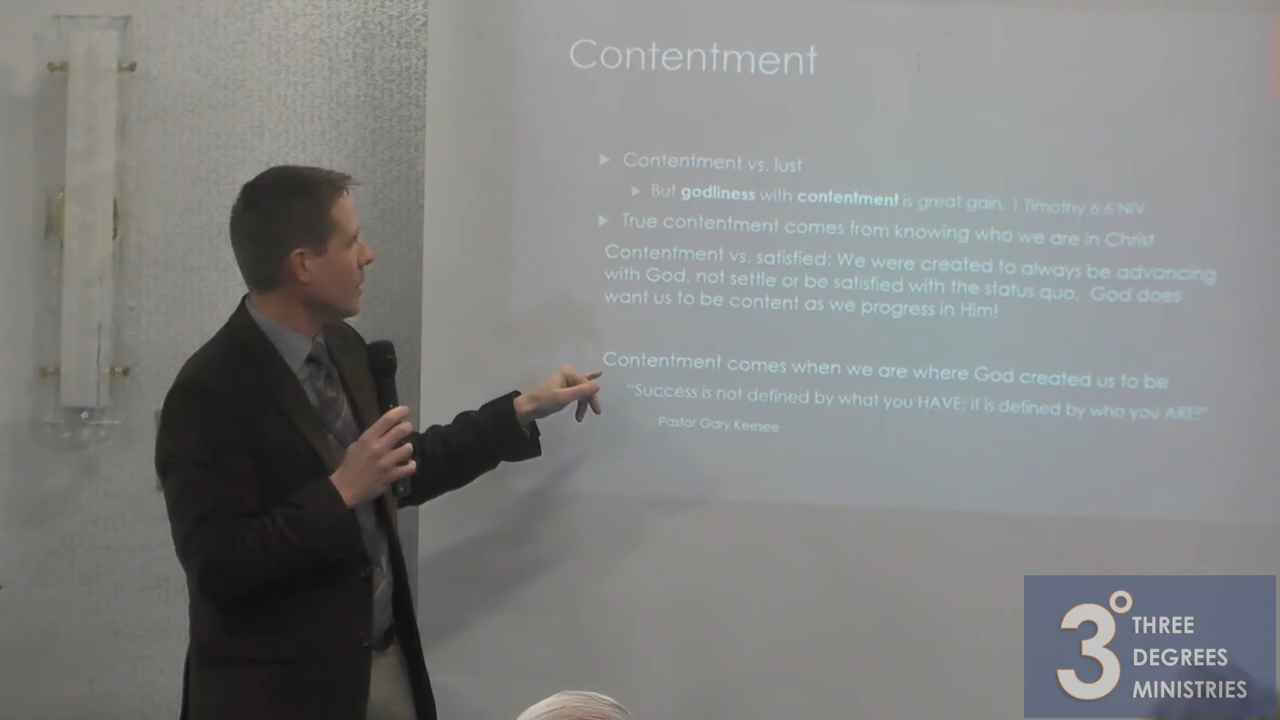 Contentment
Contentment vs. lust
But godliness with contentment is great gain. 1 Timothy 6:6 NIV
True contentment comes from knowing who we are in Christ
Contentment vs. satisfied: We were created to always be advancing
with God, not settle or be satisfied with the status quo. God does
want us to be content as we progress in Him!
Contentment comes when we are where God created us to be
"Success is not defined by what you HAVE; it is defined by who you ARE!"
Pastor Gary Keesee
3° THREE
DEGREES
MINISTRIES